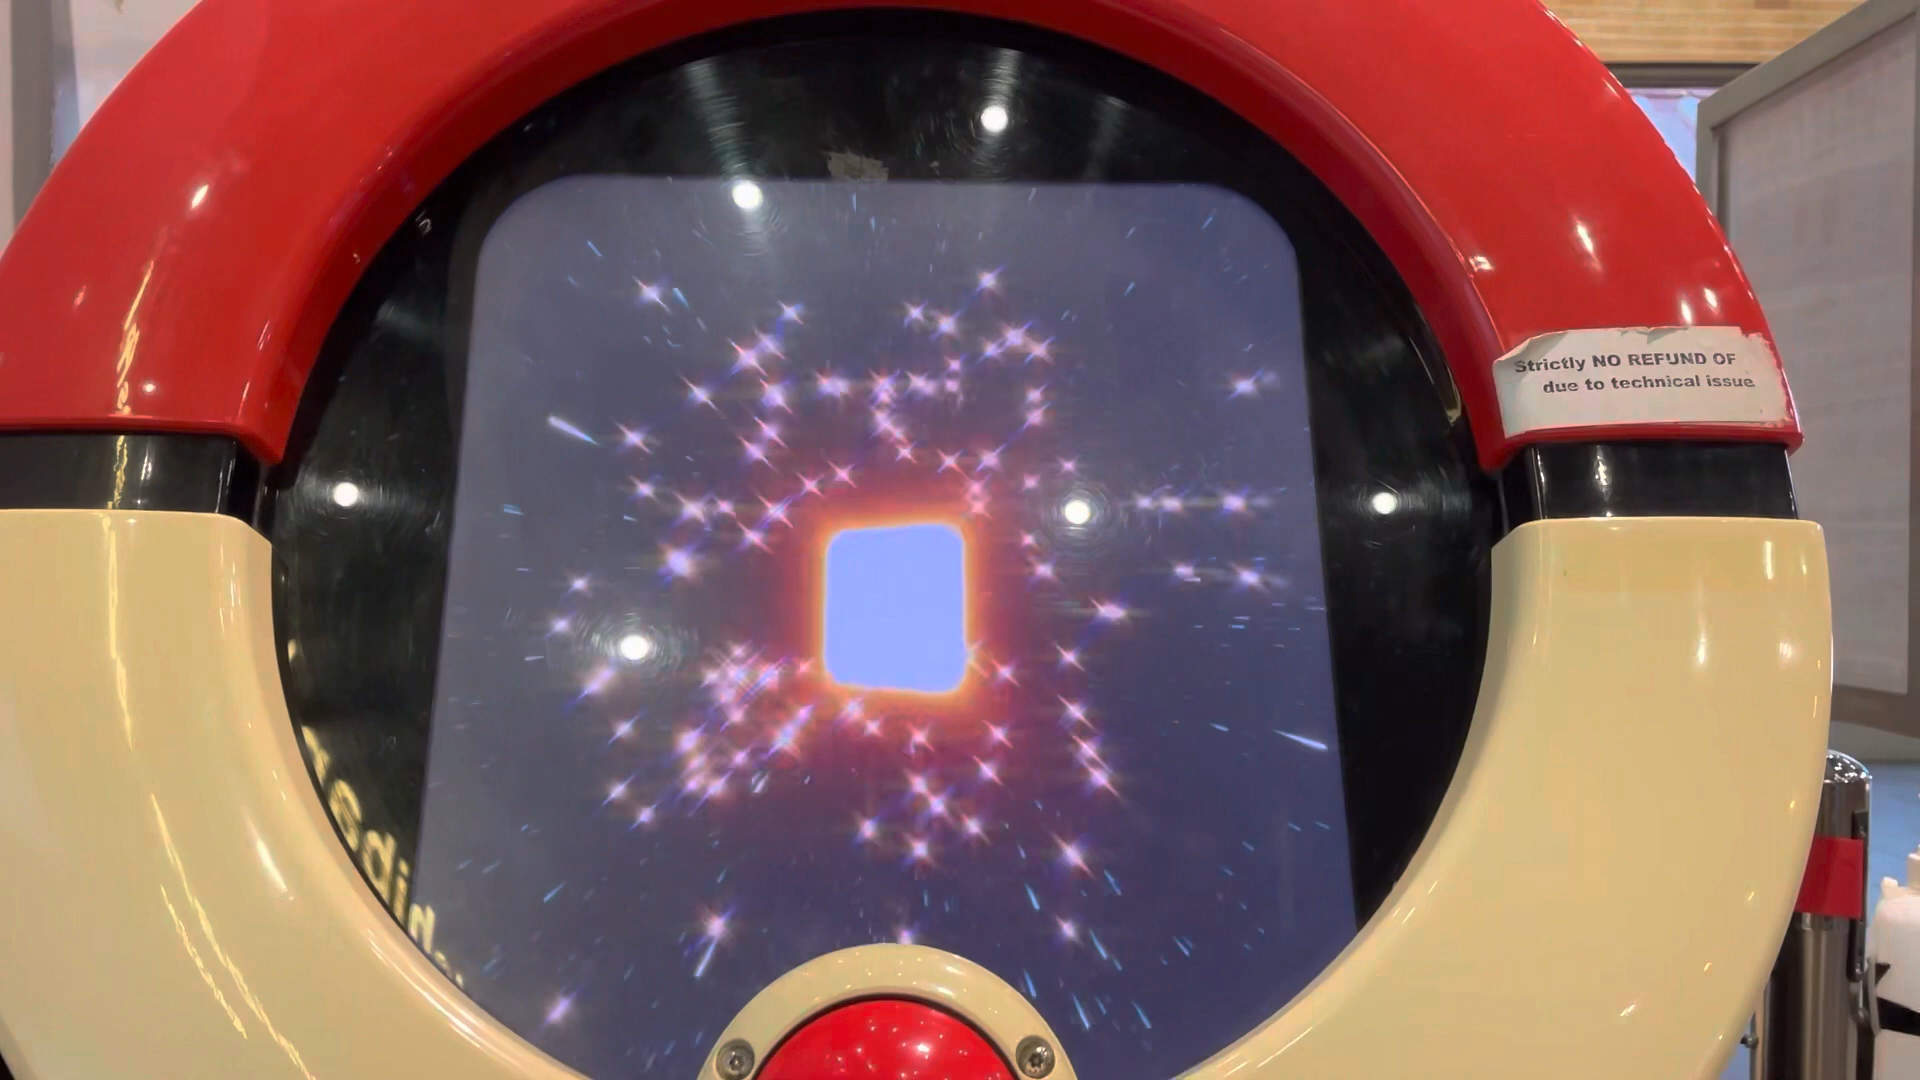 Strictly NO REFUND OF
due to technical issue